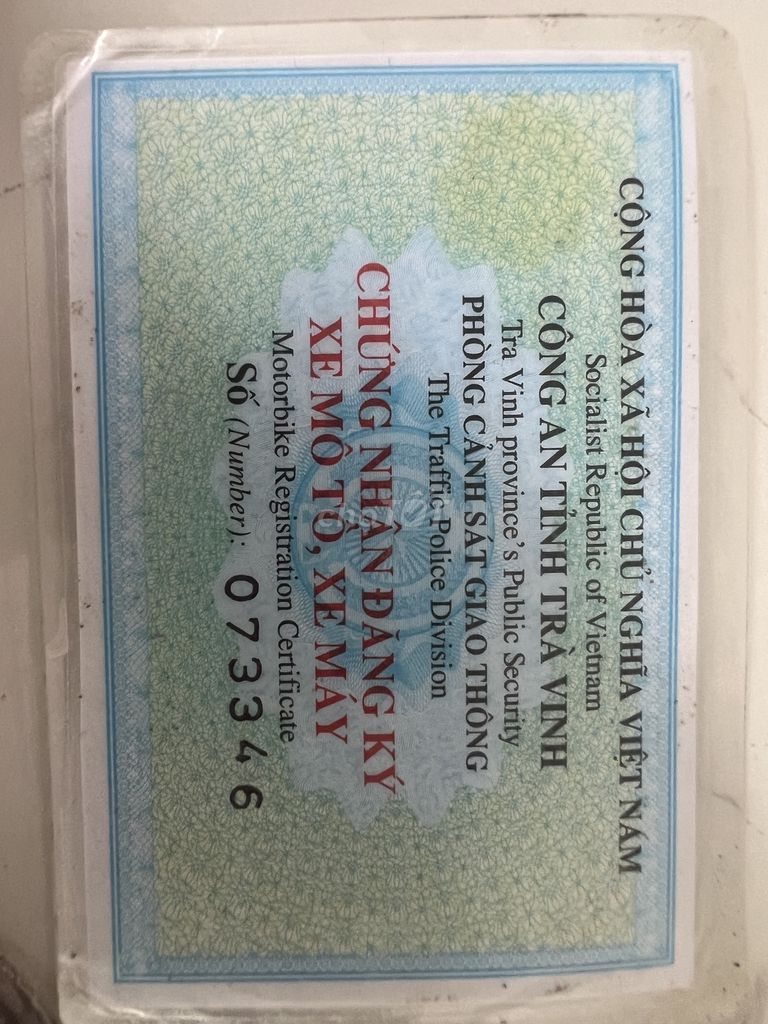 CỘNG HÒA XÃ HỘI CHỦ NGHĨA VIỆT NAM
Socialist Republic of Vietnam
CÔNG AN TỈNH TRÀ VINH
Tra Vinh province's Public Security
PHÒNG CẢNH SÁT GIAO THÔNG
The Traffic Police Division
CHỨNG NHẬN ĐĂNG KÝ
XE MÔ TÔ, XE MÁY
Motorbike Registration Certificate
Số (Number): 073346
chợTỐT